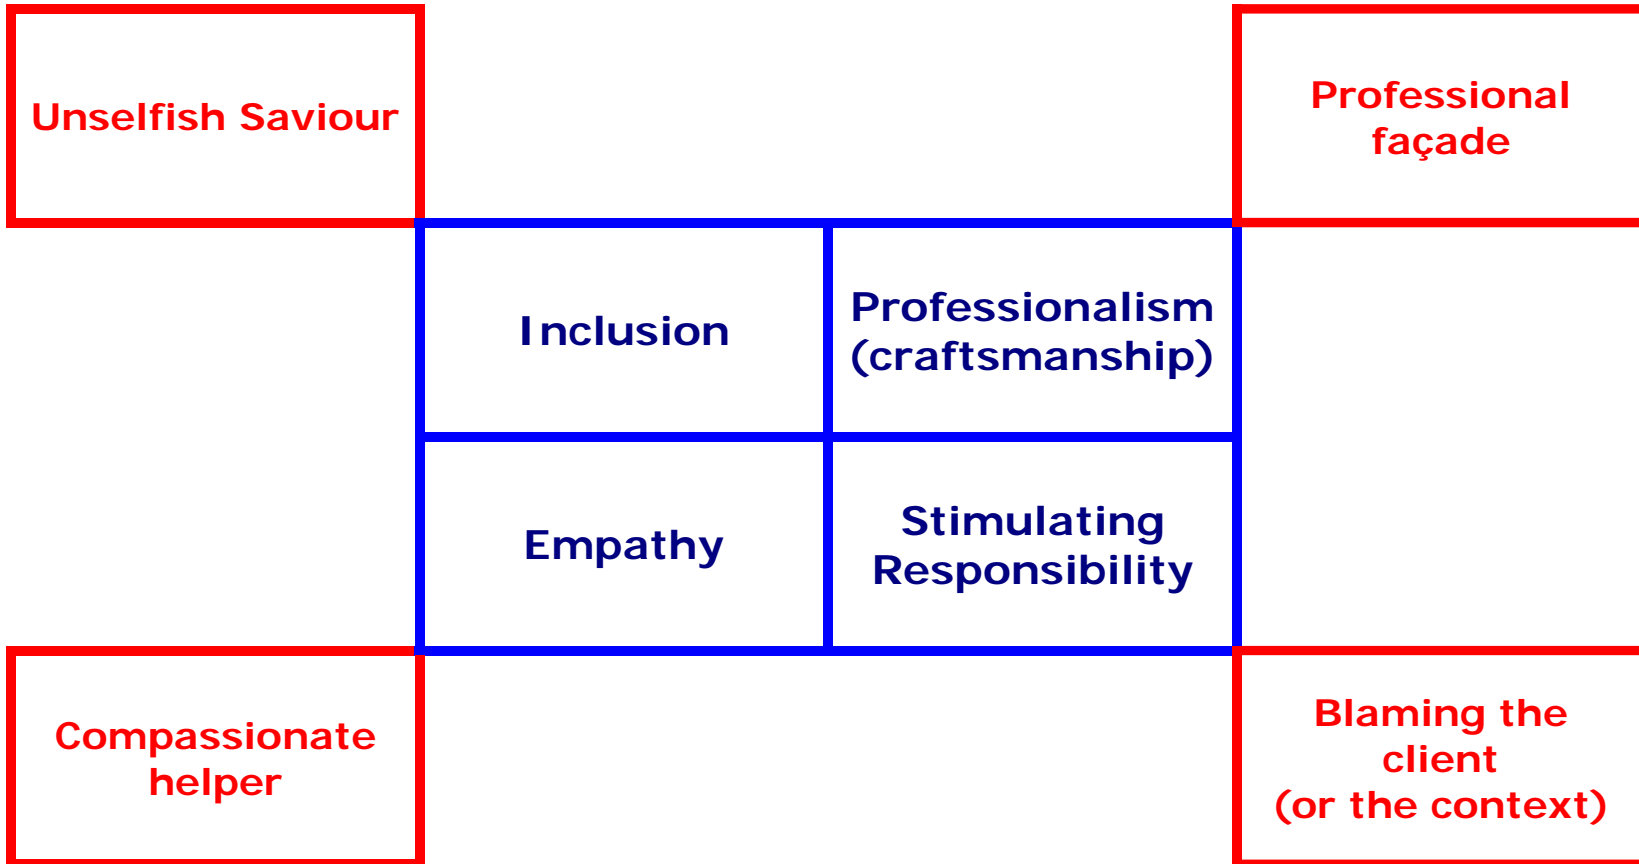 Unselfish Saviour
Professional
façade
Inclusion
Professionalism
(craftsmanship)
Empathy
Stimulating
Responsibility
Compassionate
helper
Blaming the
client
(or the context)